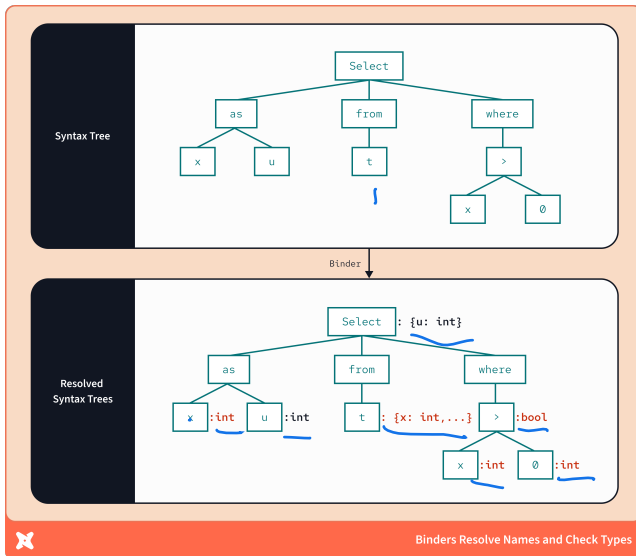 Select
as from where
Syntax Tree
x u t >
x 0
Binder
Select : {u: int}
as from where
Resolved
Syntax Trees
x :int u :int t : {x: int,...} > :bool
x :int 0 :int
Binders Resolve Names and Check Types